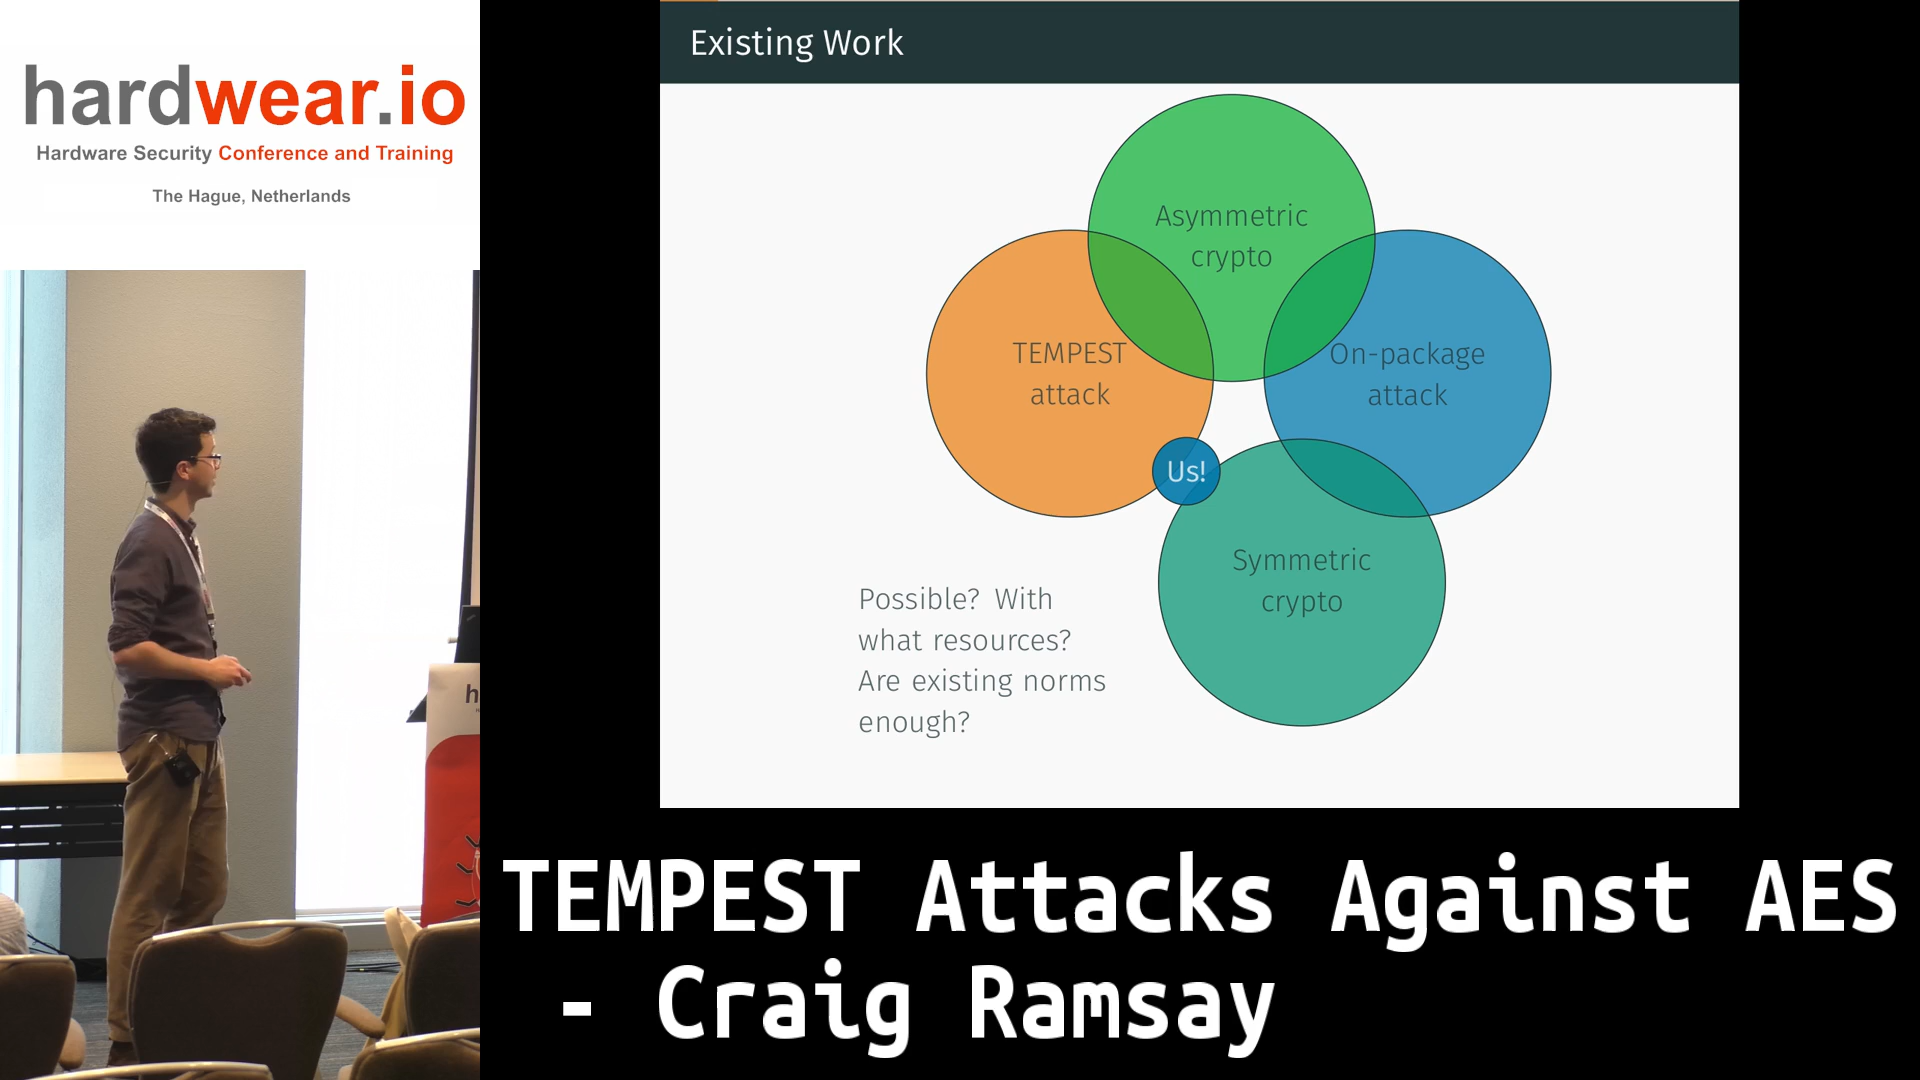 hardwear.io
Hardware Security Conference and Training
The Hague, Netherlands
Existing Work
Asymmetric
crypto
TEMPEST
attack
On-package
attack
Us!
Symmetric
crypto
Possible? With
what resources?
Are existing norms
enough?
h
TEMPEST Attacks Against AES
- Craig Ramsay